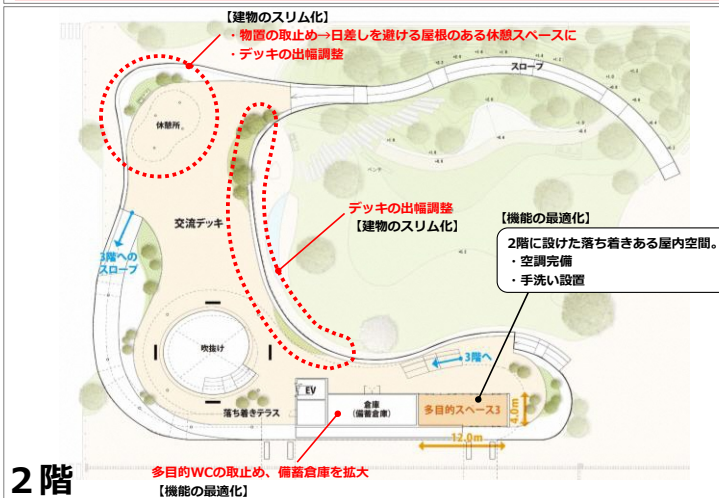 【建物のスリム化】
・物置の取止め→日差しを避ける屋根のある休憩スペースに
・デッキの出幅調整
スロープ
休憩所
ベンチ
交流デッキ
デッキの出幅調整
【建物のスリム化】
【機能の最適化】
2階に設けた落ち着きある屋内空間。
・空調完備
・手洗い設置
3階への
スロープ
吹抜け
3階へ
EV
倉庫
(備蓄倉庫)
多目的スペース3
4.0m
落ち着きテラス
12.0m
多目的WCの取止め、備蓄倉庫を拡大
【機能の最適化】
2階